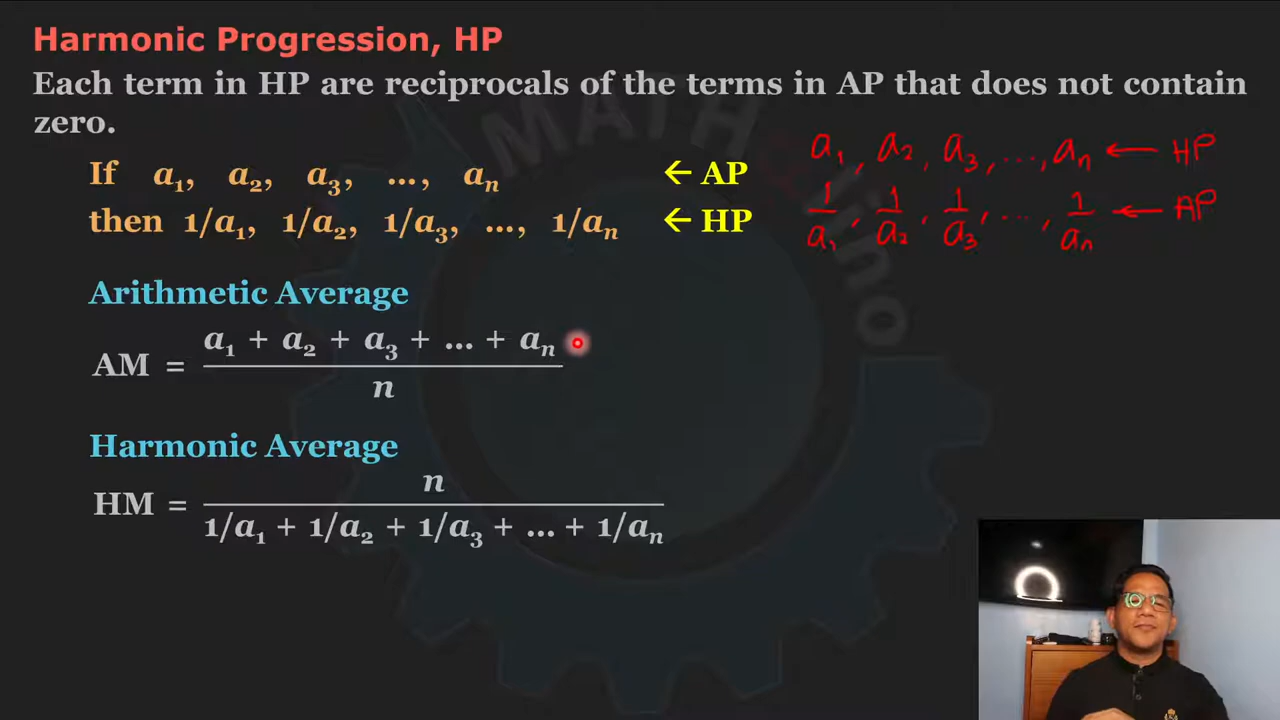 Harmonic Progression, HP
Each term in HP are reciprocals of the terms in AP that does not contain
zero.
If a₁, a₂, a₃, ..., aₙ ← AP
then 1/a₁, 1/a₂, 1/a₃, ..., 1/aₙ ← HP
a₁, a₂, a₃, ..., aₙ ← HP
1/a₁, 1/a₂, 1/a₃, ..., 1/aₙ ← AP
Arithmetic Average
AM = (a₁ + a₂ + a₃ + ... + aₙ) / n
Harmonic Average
HM = n / (1/a₁ + 1/a₂ + 1/a₃ + ... + 1/aₙ)